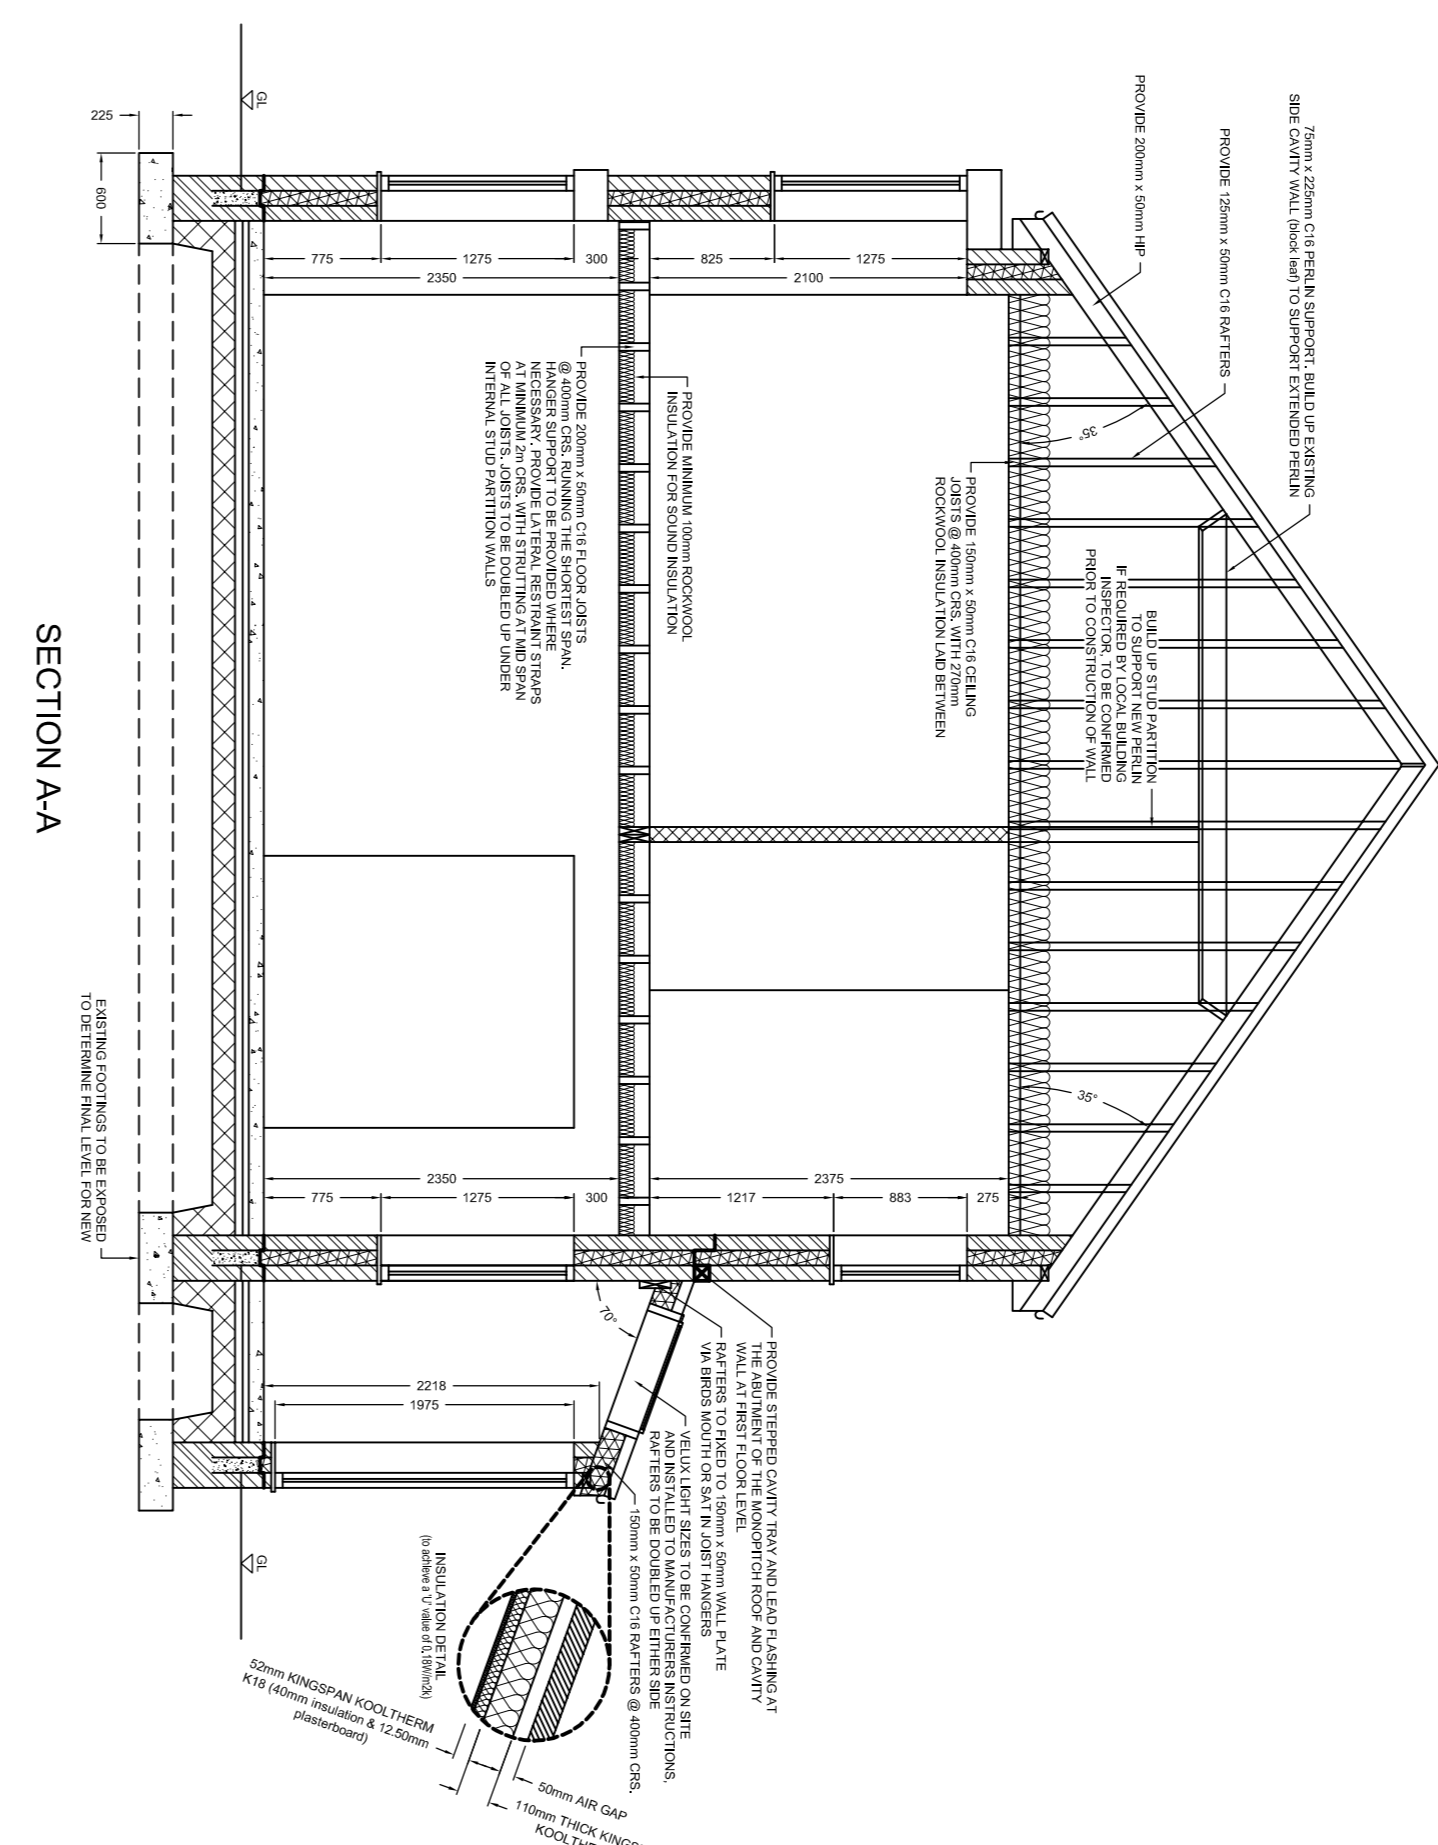 75mm x 225mm C16 PERLIN SUPPORT. BUILD UP EXISTING
SIDE CAVITY WALL (block leaf) TO SUPPORT EXTENDED PERLIN
PROVIDE 125mm x 50mm C16 RAFTERS
PROVIDE 200mm x 50mm HIP
35°
35°
BUILD UP STUD PARTITION
TO SUPPORT NEW PERLIN
IF REQUIRED BY LOCAL BUILDING
INSPECTOR, TO BE CONFIRMED
PRIOR TO CONSTRUCTION OF WALL
PROVIDE 150mm x 50mm C16 CEILING
JOISTS @ 400mm CRS. WITH 270mm
ROCKWOOL INSULATION LAID BETWEEN
1275
825
2100
300
1275
775
2350
275
883
1217
2375
300
1275
775
2350
PROVIDE MINIMUM 100mm ROCKWOOL
INSULATION FOR SOUND INSULATION
PROVIDE 200mm x 50mm C16 FLOOR JOISTS
@ 400mm CRS. RUNNING THE SHORTEST SPAN.
HANGER SUPPORT TO BE PROVIDED WHERE
NECESSARY. PROVIDE LATERAL RESTRAINT STRAPS
AT MINIMUM 2m CRS. WITH STRUTTING AT MID SPAN
OF ALL JOISTS. JOISTS TO BE DOUBLED UP UNDER
INTERNAL STUD PARTITION WALLS
PROVIDE STEPPED CAVITY TRAY AND LEAD FLASHING AT
THE ABUTMENT OF THE MONOPITCH ROOF AND CAVITY
WALL AT FIRST FLOOR LEVEL
RAFTERS TO FIXED TO 150mm x 50mm WALL PLATE
VIA BIRDS MOUTH OR SAT IN JOIST HANGERS
VELUX LIGHT SIZES TO BE CONFIRMED ON SITE
AND INSTALLED TO MANUFACTURERS INSTRUCTIONS,
RAFTERS TO BE DOUBLED UP EITHER SIDE
150mm x 50mm C16 RAFTERS @ 400mm CRS.
70°
2218
1975
INSULATION DETAIL
(to achieve a 'U' value of 0.18W/m2k)
52mm KINGSPAN KOOLTHERM
K18 (40mm insulation & 12.50mm
plasterboard)
50mm AIR GAP
110mm THICK
GL
GL
225
600
EXISTING FOOTINGS TO BE EXPOSED
TO DETERMINE FINAL LEVEL FOR NEW
SECTION A-A